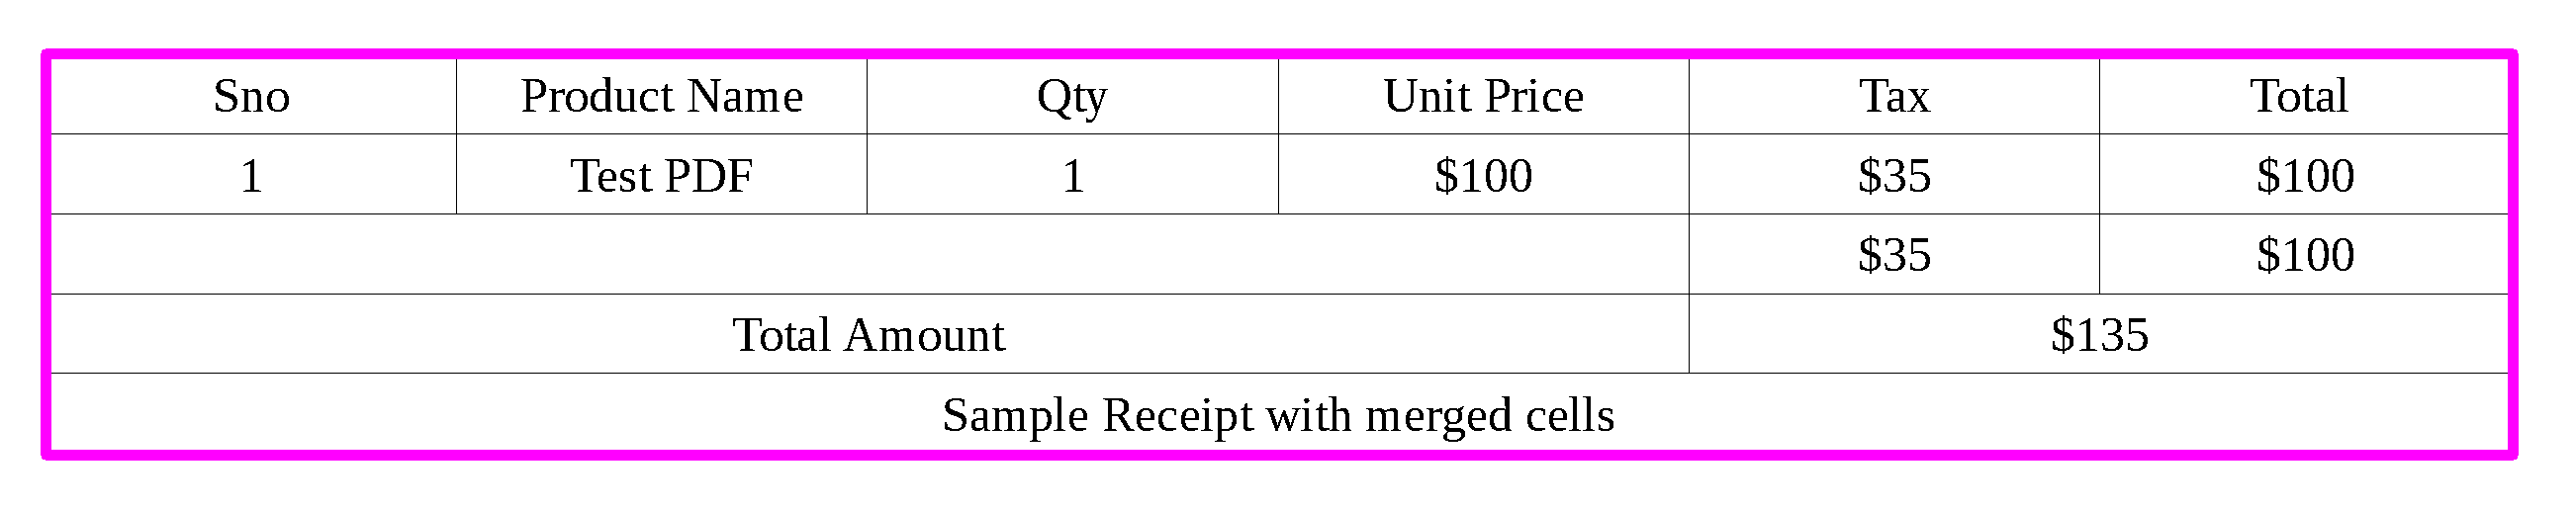 Sno Product Name Qty Unit Price Tax Total
1 Test PDF 1 $100 $35 $100
$35 $100
Total Amount $135
Sample Receipt with merged cells